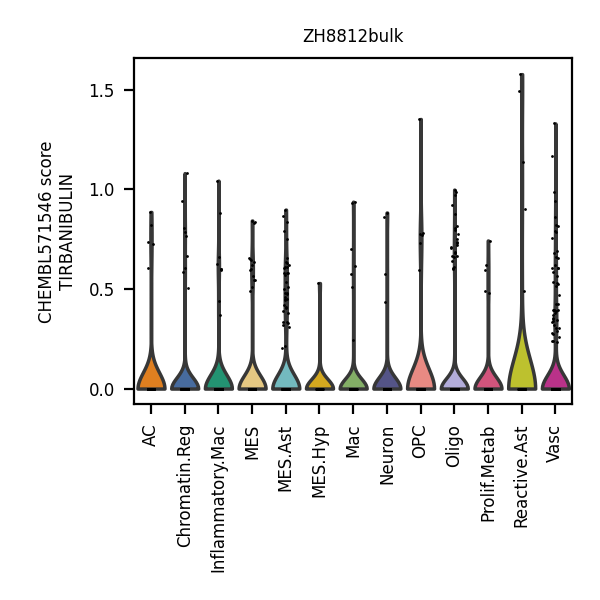 ZH8812bulk
CHEMBL571546 score
TIRBANIBULIN
1.5
1.0
0.5
0.0
AC
Chromatin.Reg
Inflammatory.Mac
MES
MES.Ast
MES.Hyp
Mac
Neuron
OPC
Oligo
Prolif.Metab
Reactive.Ast
Vasc